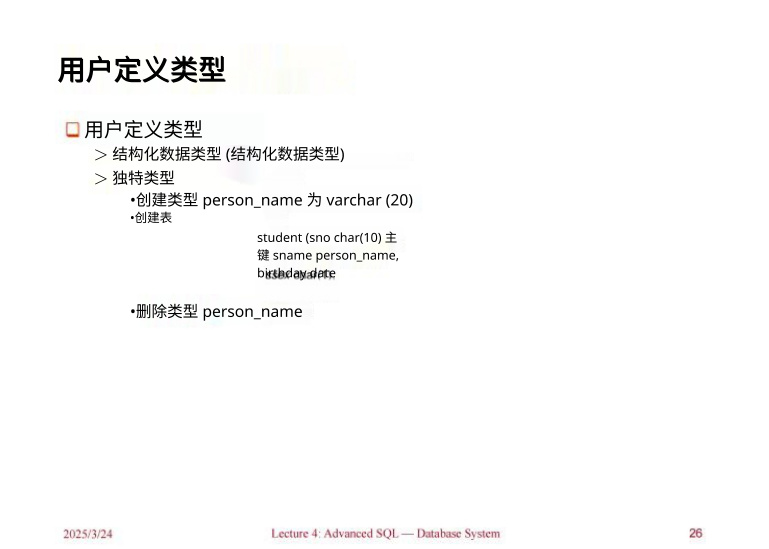 用户定义类型
用户定义类型
> 结构化数据类型 (结构化数据类型)
> 独特类型
•创建类型 person_name 为 varchar (20)
•创建表
student (sno char(10) 主
键 sname person_name,
birthday date
•删除类型 person_name
2025/3/24
Lecture 4: Advanced SQL — Database System
26